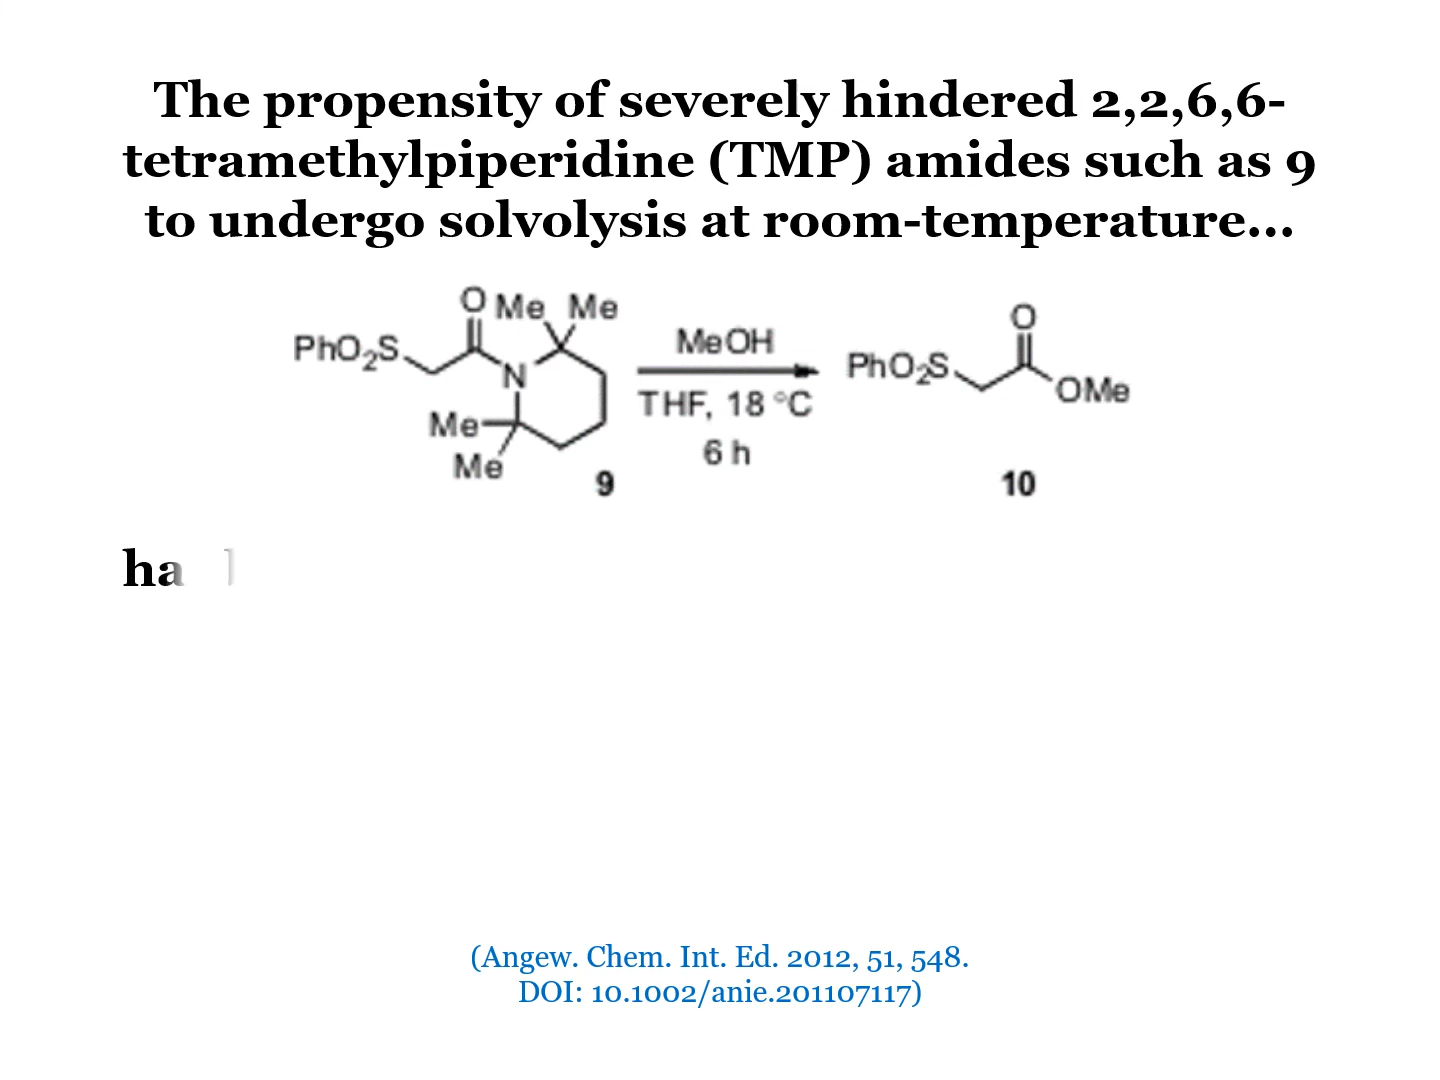 The propensity of severely hindered 2,2,6,6-
tetramethylpiperidine (TMP) amides such as 9
to undergo solvolysis at room-temperature...
O Me Me
PhO2S
N
Me
Me
9
MeOH
THF, 18 °C
6 h
O
PhO2S
OMe
10
(Angew. Chem. Int. Ed. 2012, 51, 548.
DOI: 10.1002/anie.201107117)